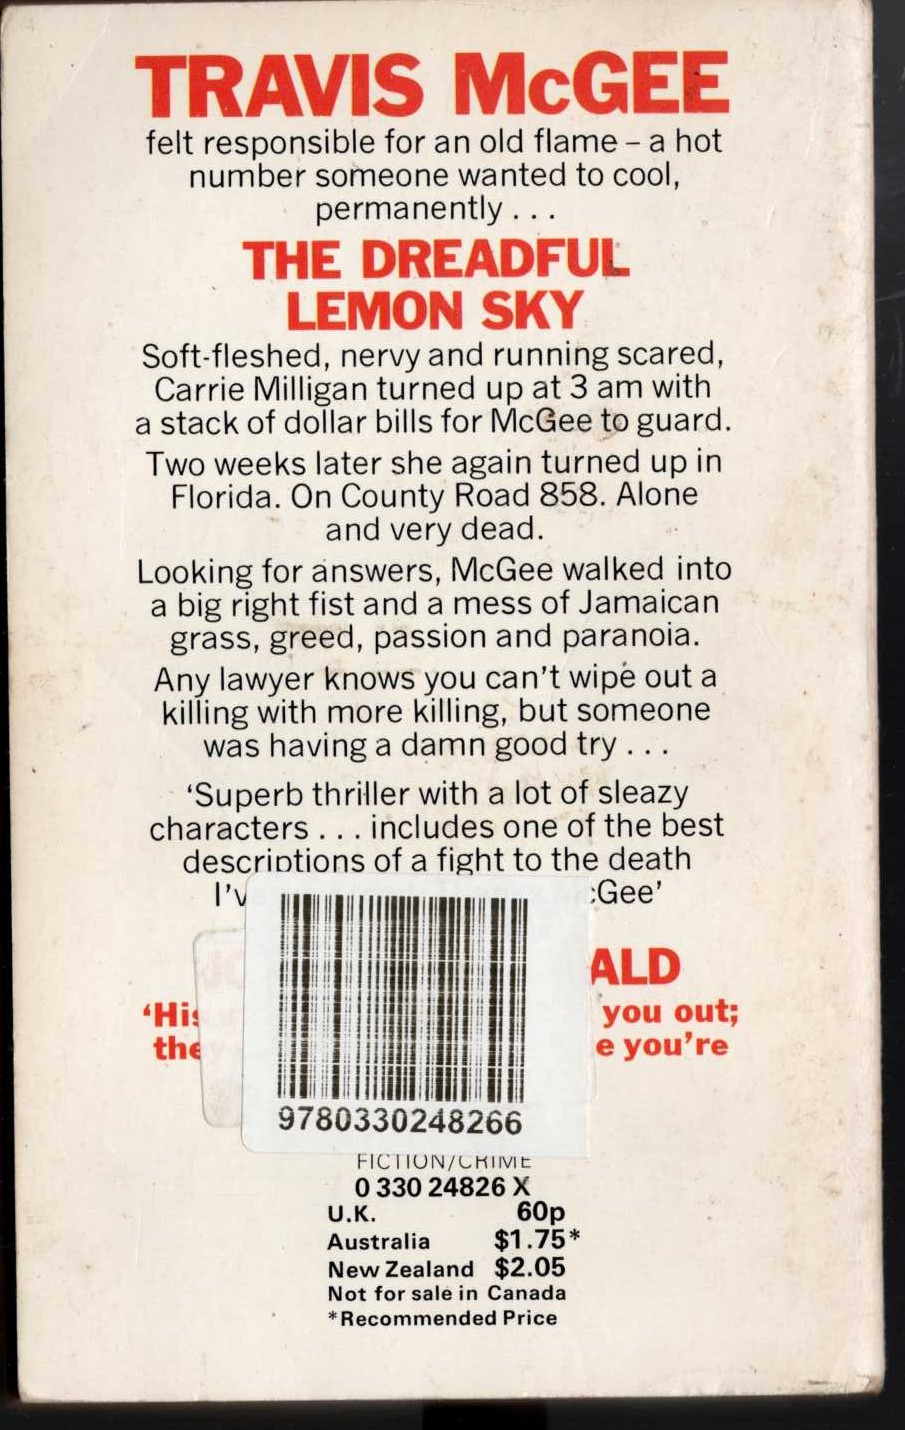 TRAVIS McGEE
felt responsible for an old flame – a hot
number someone wanted to cool,
permanently . . .
THE DREADFUL
LEMON SKY
Soft-fleshed, nervy and running scared,
Carrie Milligan turned up at 3 am with
a stack of dollar bills for McGee to guard.
Two weeks later she again turned up in
Florida. On County Road 858. Alone
and very dead.
Looking for answers, McGee walked into
a big right fist and a mess of Jamaican
grass, greed, passion and paranoia.
Any lawyer knows you can't wipe out a
killing with more killing, but someone
was having a damn good try . . .
‘Superb thriller with a lot of sleazy
characters . . . includes one of the best
descriptions of a fight to the death
McGee’
ALD
you out;
you're
9780330248266
FICTION/CRIME
0 330 24826 X
U.K. 60p
Australia $1.75*
New Zealand $2.05
Not for sale in Canada
*Recommended Price